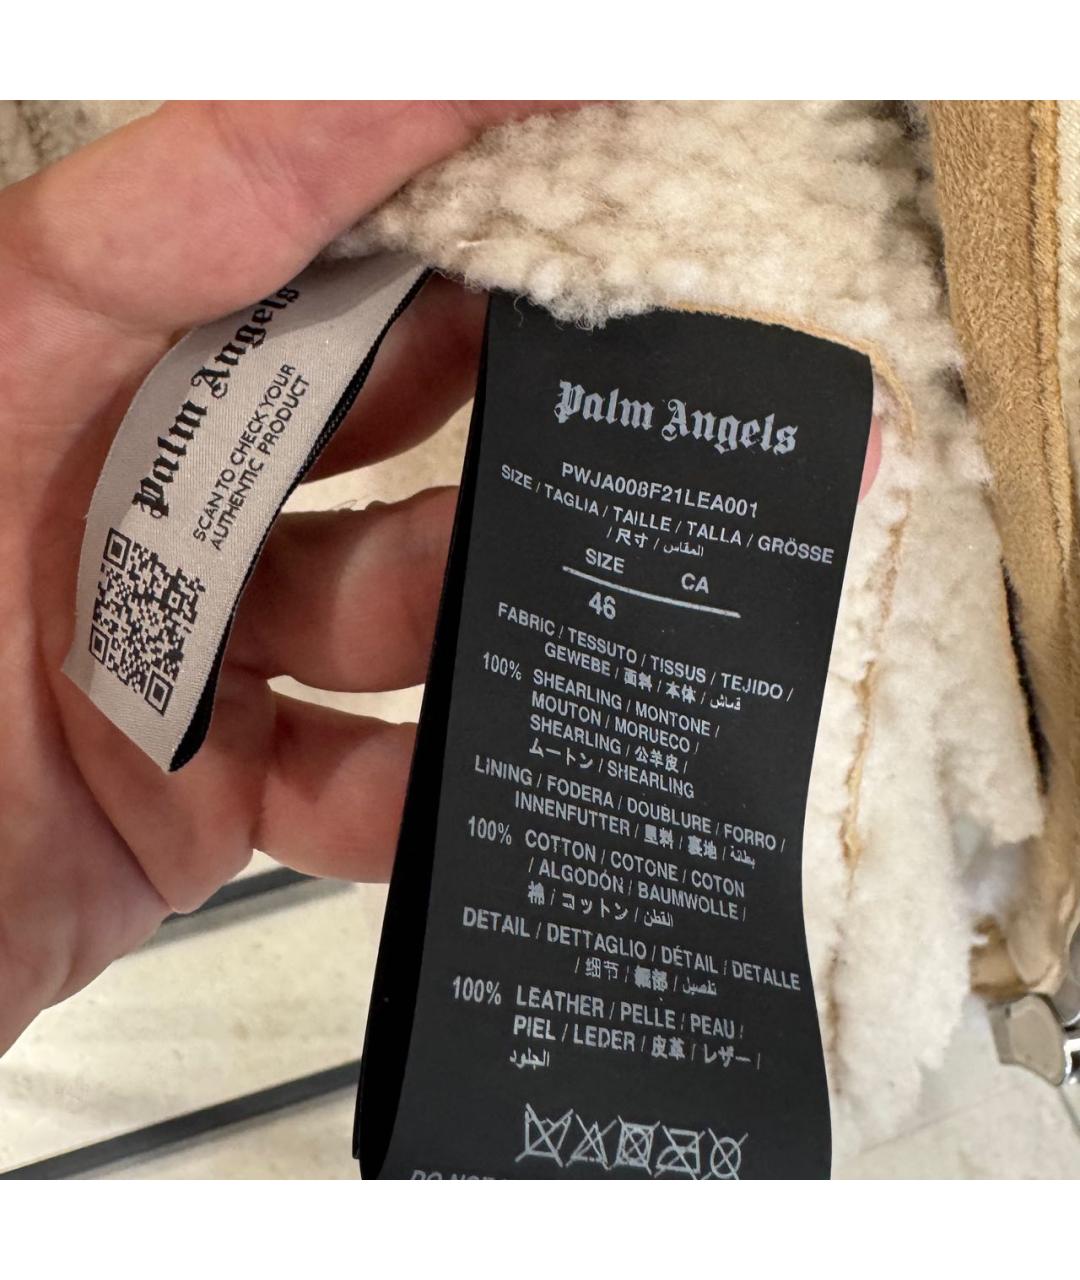 Palm Angels
SCAN TO CHECK YOUR
AUTHENTIC PRODUCT
Palm Angels
PWJA008F21LEA001
SIZE / TAGLIA / TAILLE / TALLA / GRÖSSE
/ 尺寸 / المقاس
SIZE CA
46
FABRIC / TESSUTO / TISSUS / TEJIDO /
GEWEBE / 面料 / 本体 / قماش
100% SHEARLING / MONTONE /
MOUTON / MORUECO /
SHEARLING / 公羊皮 /
ムートン / SHEARLING
LINING / FODERA / DOUBLURE / FORRO /
INNENFUTTER / 里料 / 裏地 / بطانة
100% COTTON / COTONE / COTON
/ ALGODÓN / BAUMWOLLE /
棉 / コットン / القطن
DETAIL / DETTAGLIO / DÉTAIL / DETALLE
/ 细节 / 細部 / تفصيل
100% LEATHER / PELLE / PEAU /
PIEL / LEDER / 皮革 / レザー /
الجلود